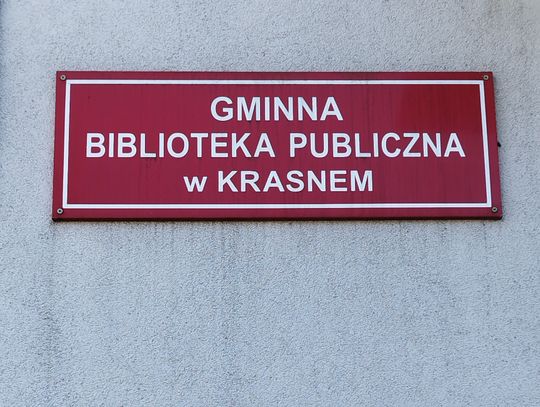 GMINNA
BIBLIOTEKA PUBLICZNA
w KRASNEM